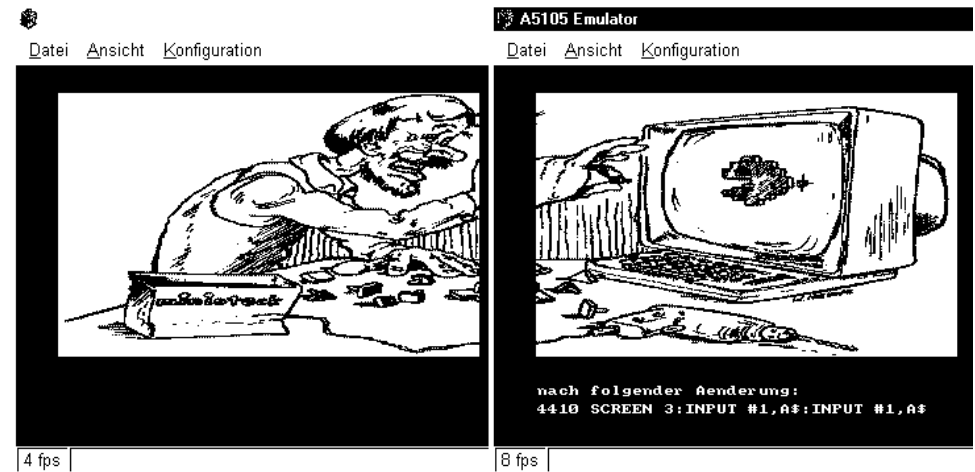 A5105 Emulator
Datei Ansicht Konfiguration
Datei Ansicht Konfiguration
nach folgender Aenderung:
4410 SCREEN 3:INPUT #1,A$:INPUT #1,A$
4 fps
8 fps